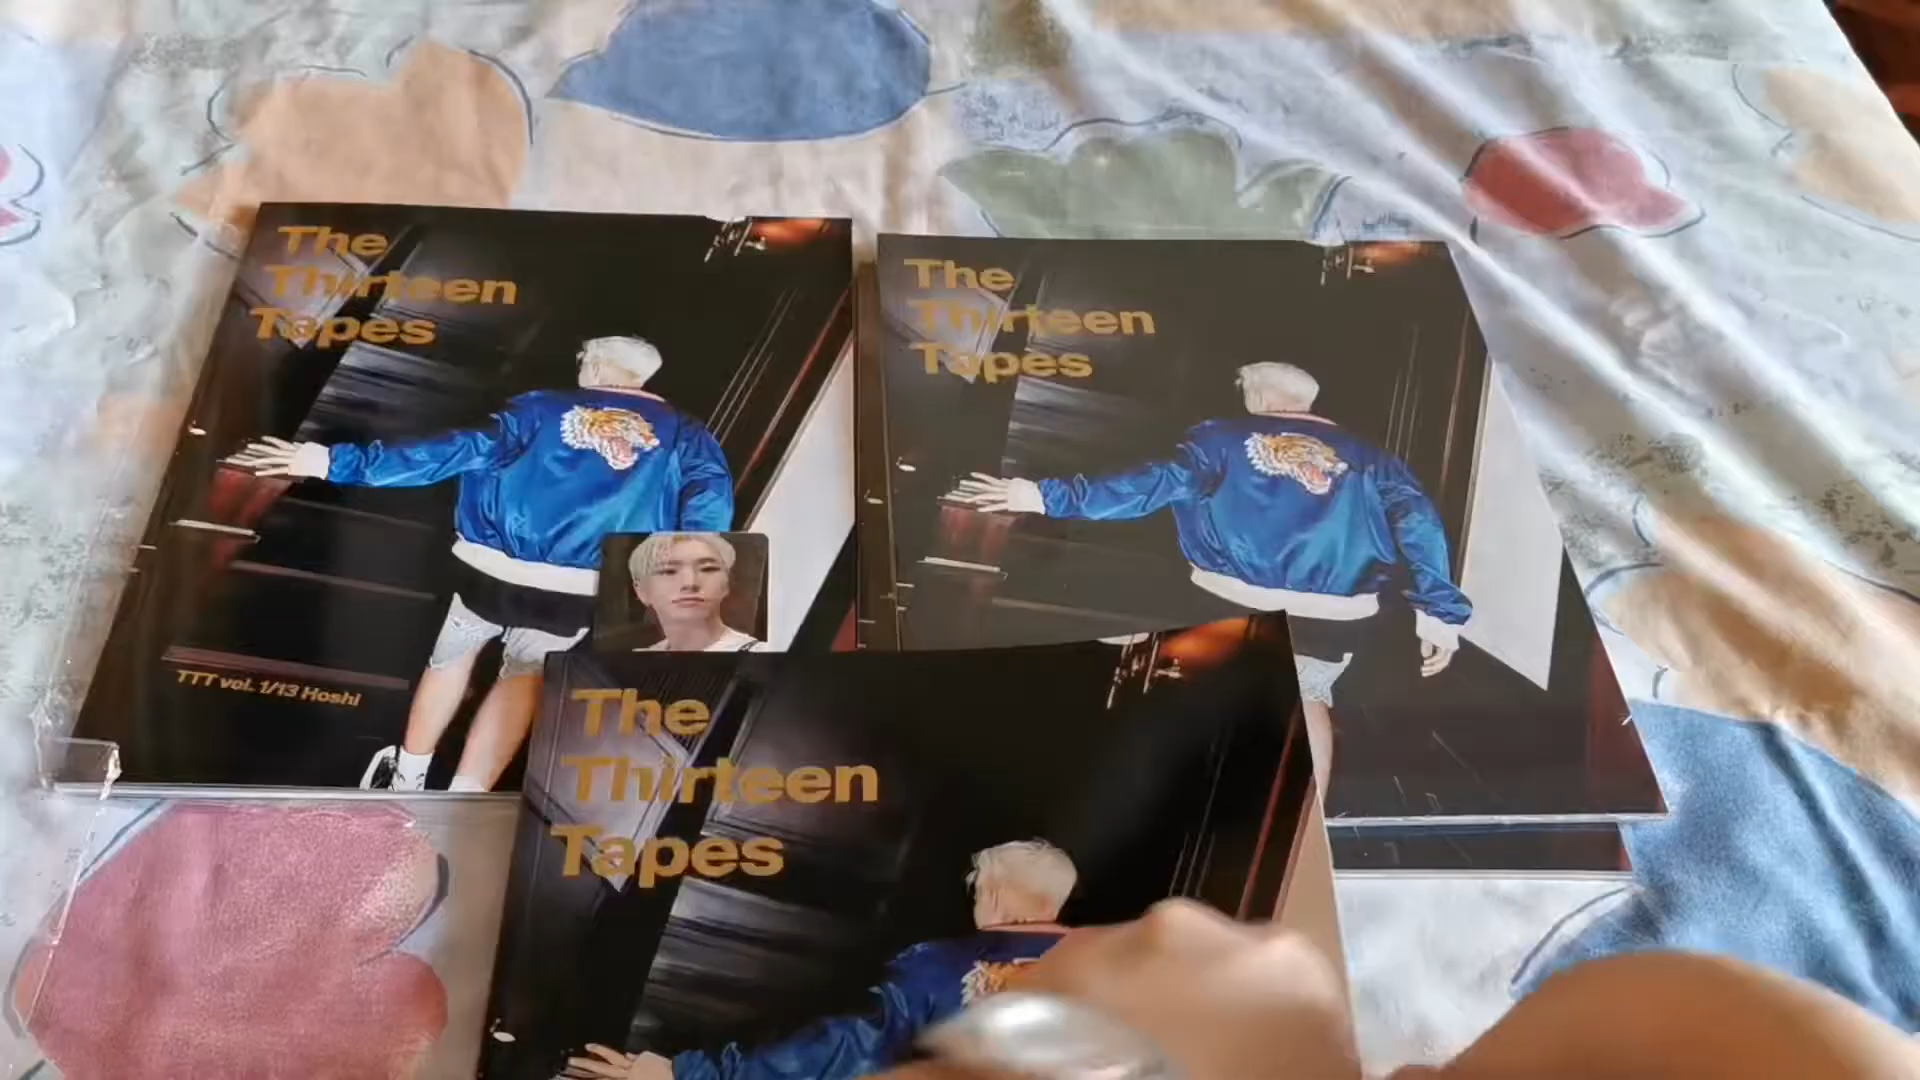 The
Thirteen
Tapes
TTT vol. 1/13 Hoshi
The
Thirteen
Tapes
The
Thirteen
Tapes